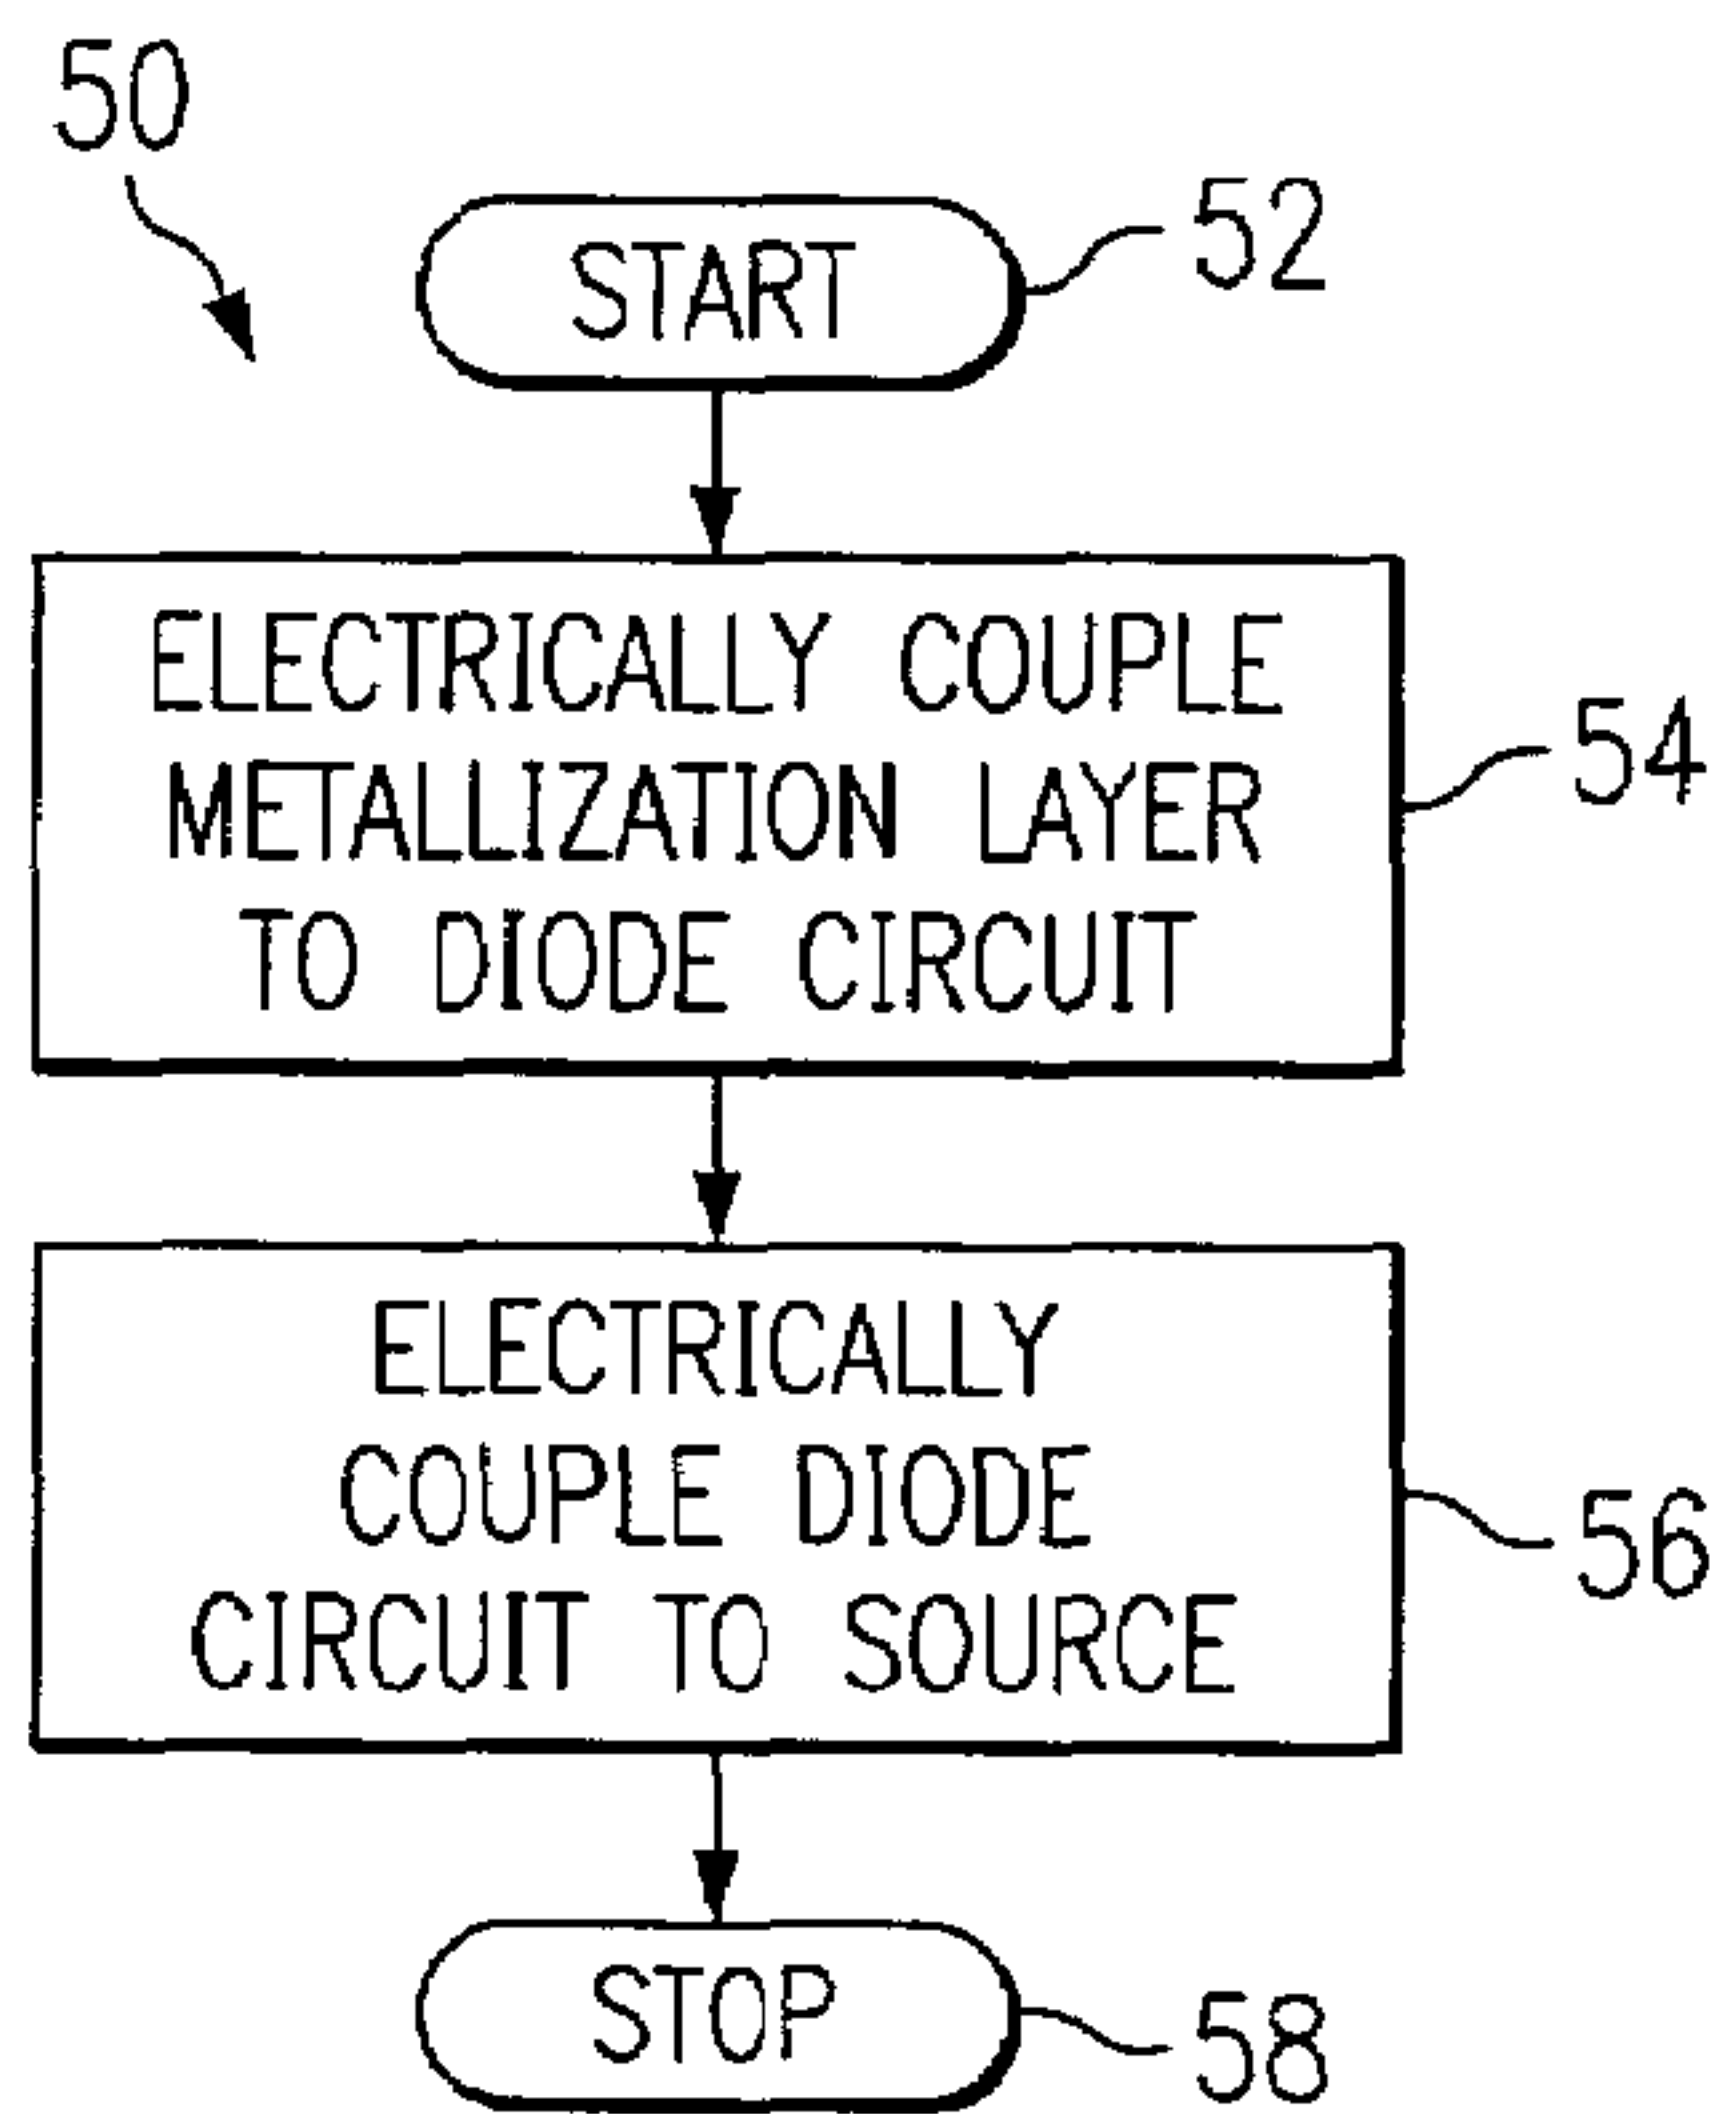 50
START
52
ELECTRICALLY COUPLE
METALLIZATION LAYER
TO DIODE CIRCUIT
54
ELECTRICALLY
COUPLE DIODE
CIRCUIT TO SOURCE
56
STOP
58